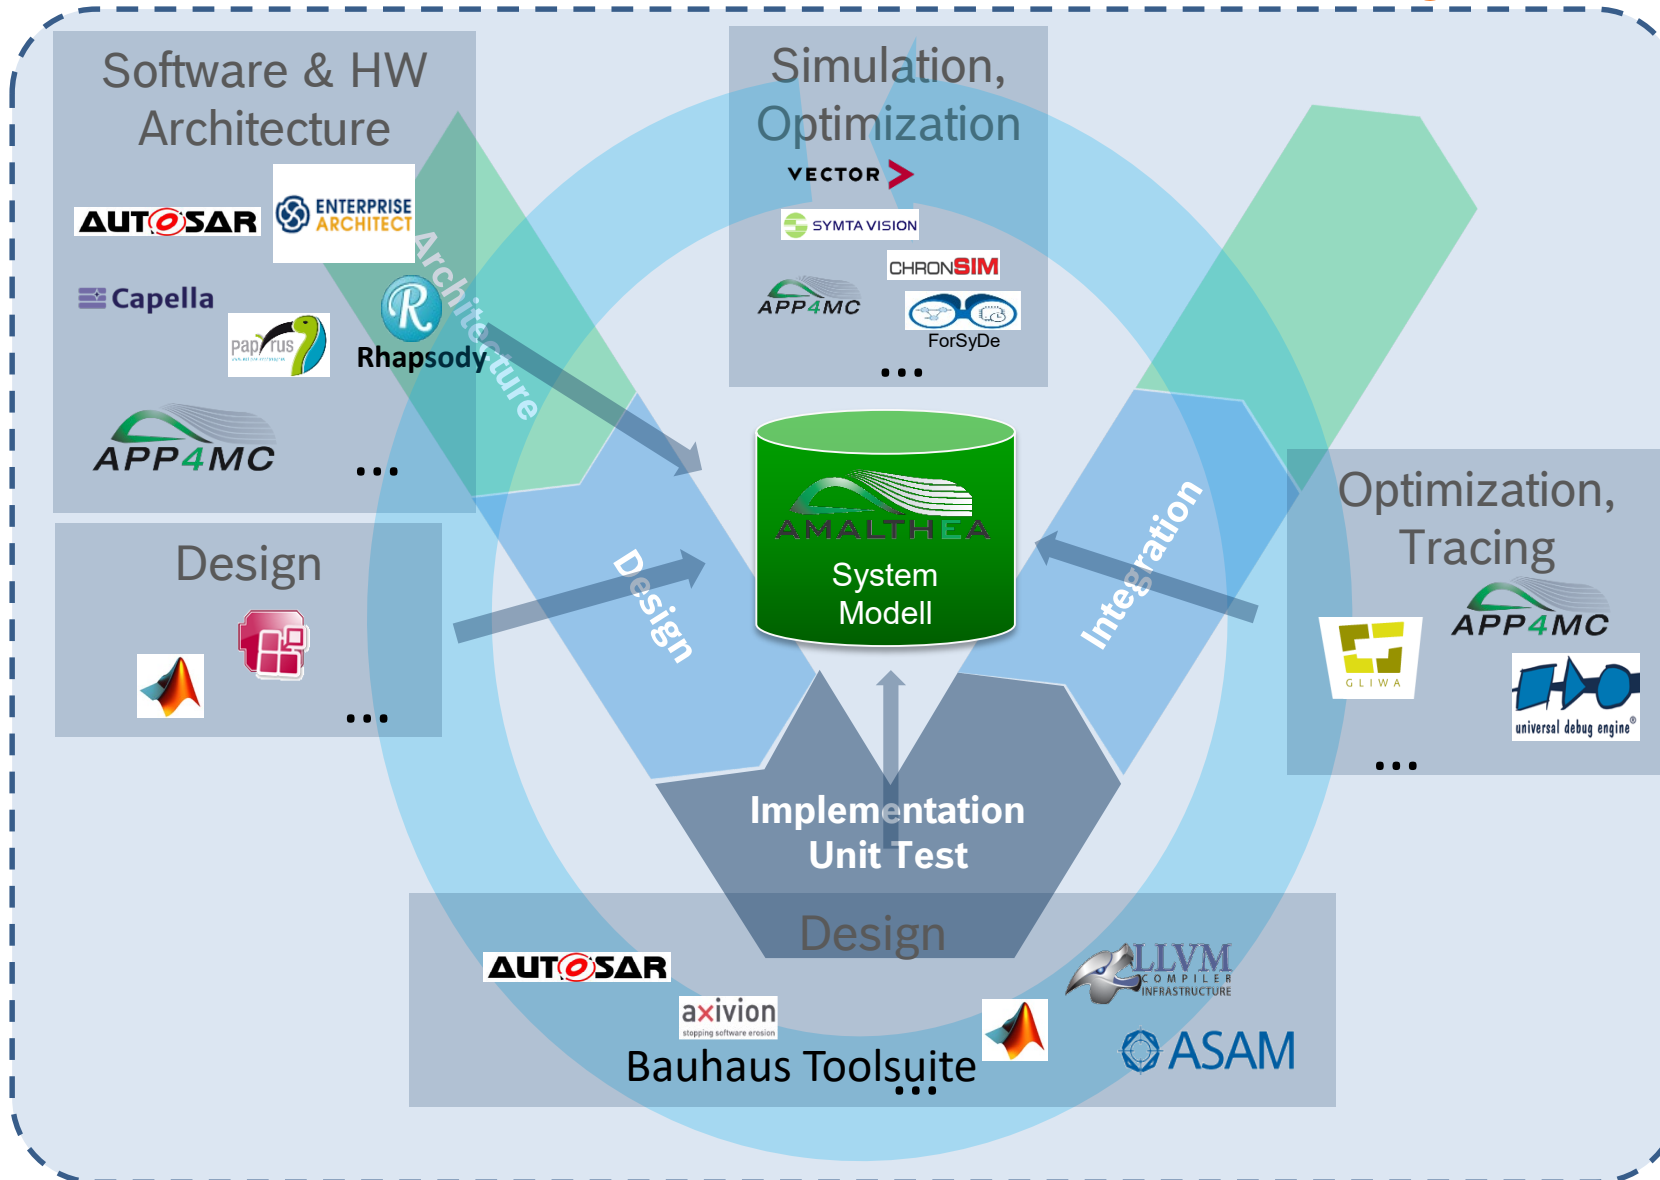 Software & HW
Architecture
AUTOSAR
ENTERPRISE
ARCHITECT
Capella
papyrus
R
Rhapsody
APP4MC
...
Architecture
Simulation,
Optimization
VECTOR
SYMTA VISION
CHRONSIM
APP4MC
ForSyDe
...
AMALTHEA
System
Modell
Design
...
Design
Integration
Optimization,
Tracing
APP4MC
GLIWA
universal debug engine®
...
Implementation
Unit Test
Design
AUTOSAR
axivion
stopping software erosion
Bauhaus Toolsuite
...
LLVM
COMPILER
INFRASTRUCTURE
ASAM